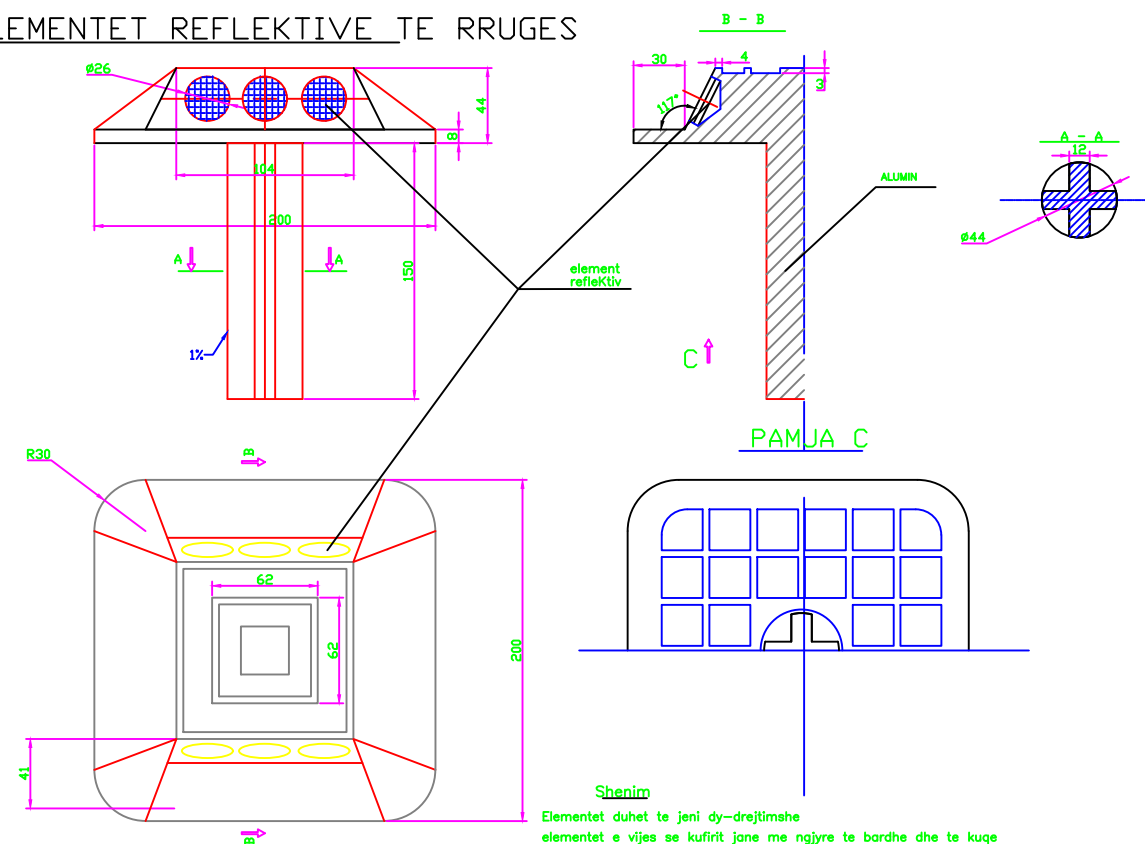 LEMENTET REFLEKTIVE TE RRUGES
B - B
ø26
44
8
104
200
A
A
150
1%
30
4
3
117°
ALUMIN
A - A
12
ø44
element
refleKtiv
C
PAMJA C
R30
B
62
62
200
41
B
Shenim
Elementet duhet te jeni dy-drejtimshe
elementet e vijes se kufirit jane me ngjyre te bardhe dhe te kuqe